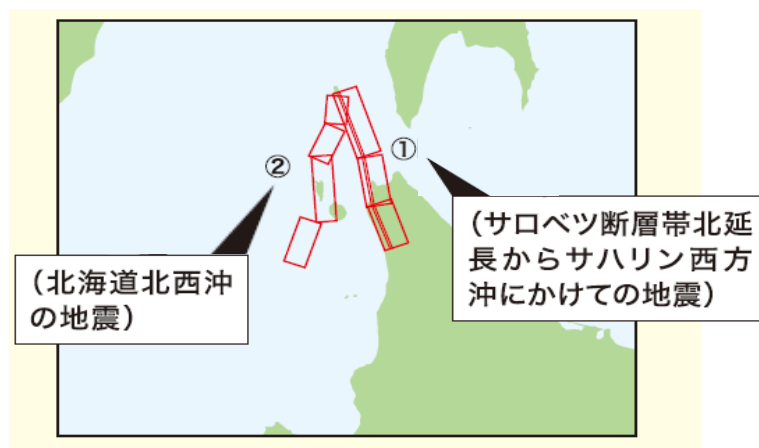 ①
②
（サロベツ断層帯北延
長からサハリン西方
沖にかけての地震）
（北海道北西沖
の地震）